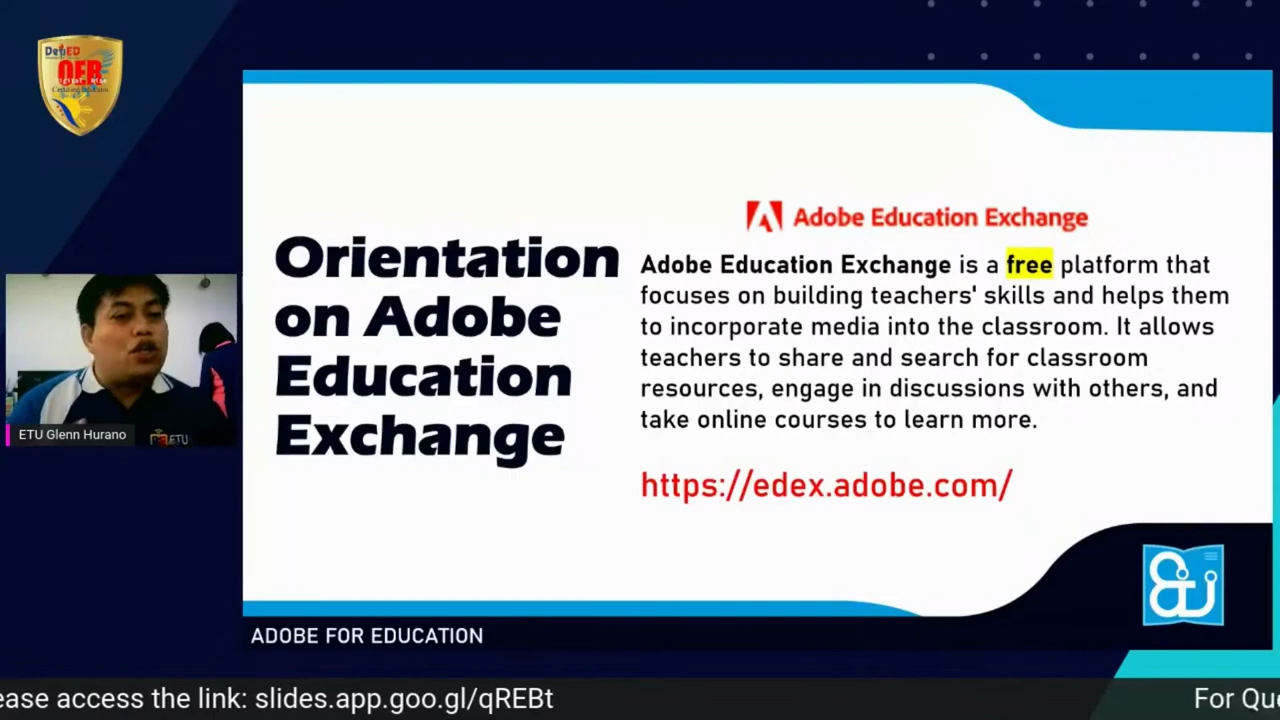 DepED
OER
Orientation
on Adobe
Education
Exchange
Adobe Education Exchange
Adobe Education Exchange is a free platform that
focuses on building teachers' skills and helps them
to incorporate media into the classroom. It allows
teachers to share and search for classroom
resources, engage in discussions with others, and
take online courses to learn more.
https://edex.adobe.com/
ETU Glenn Hurano
ETU
ADOBE FOR EDUCATION
ease access the link: slides.app.goo.gl/qREBt
For Que